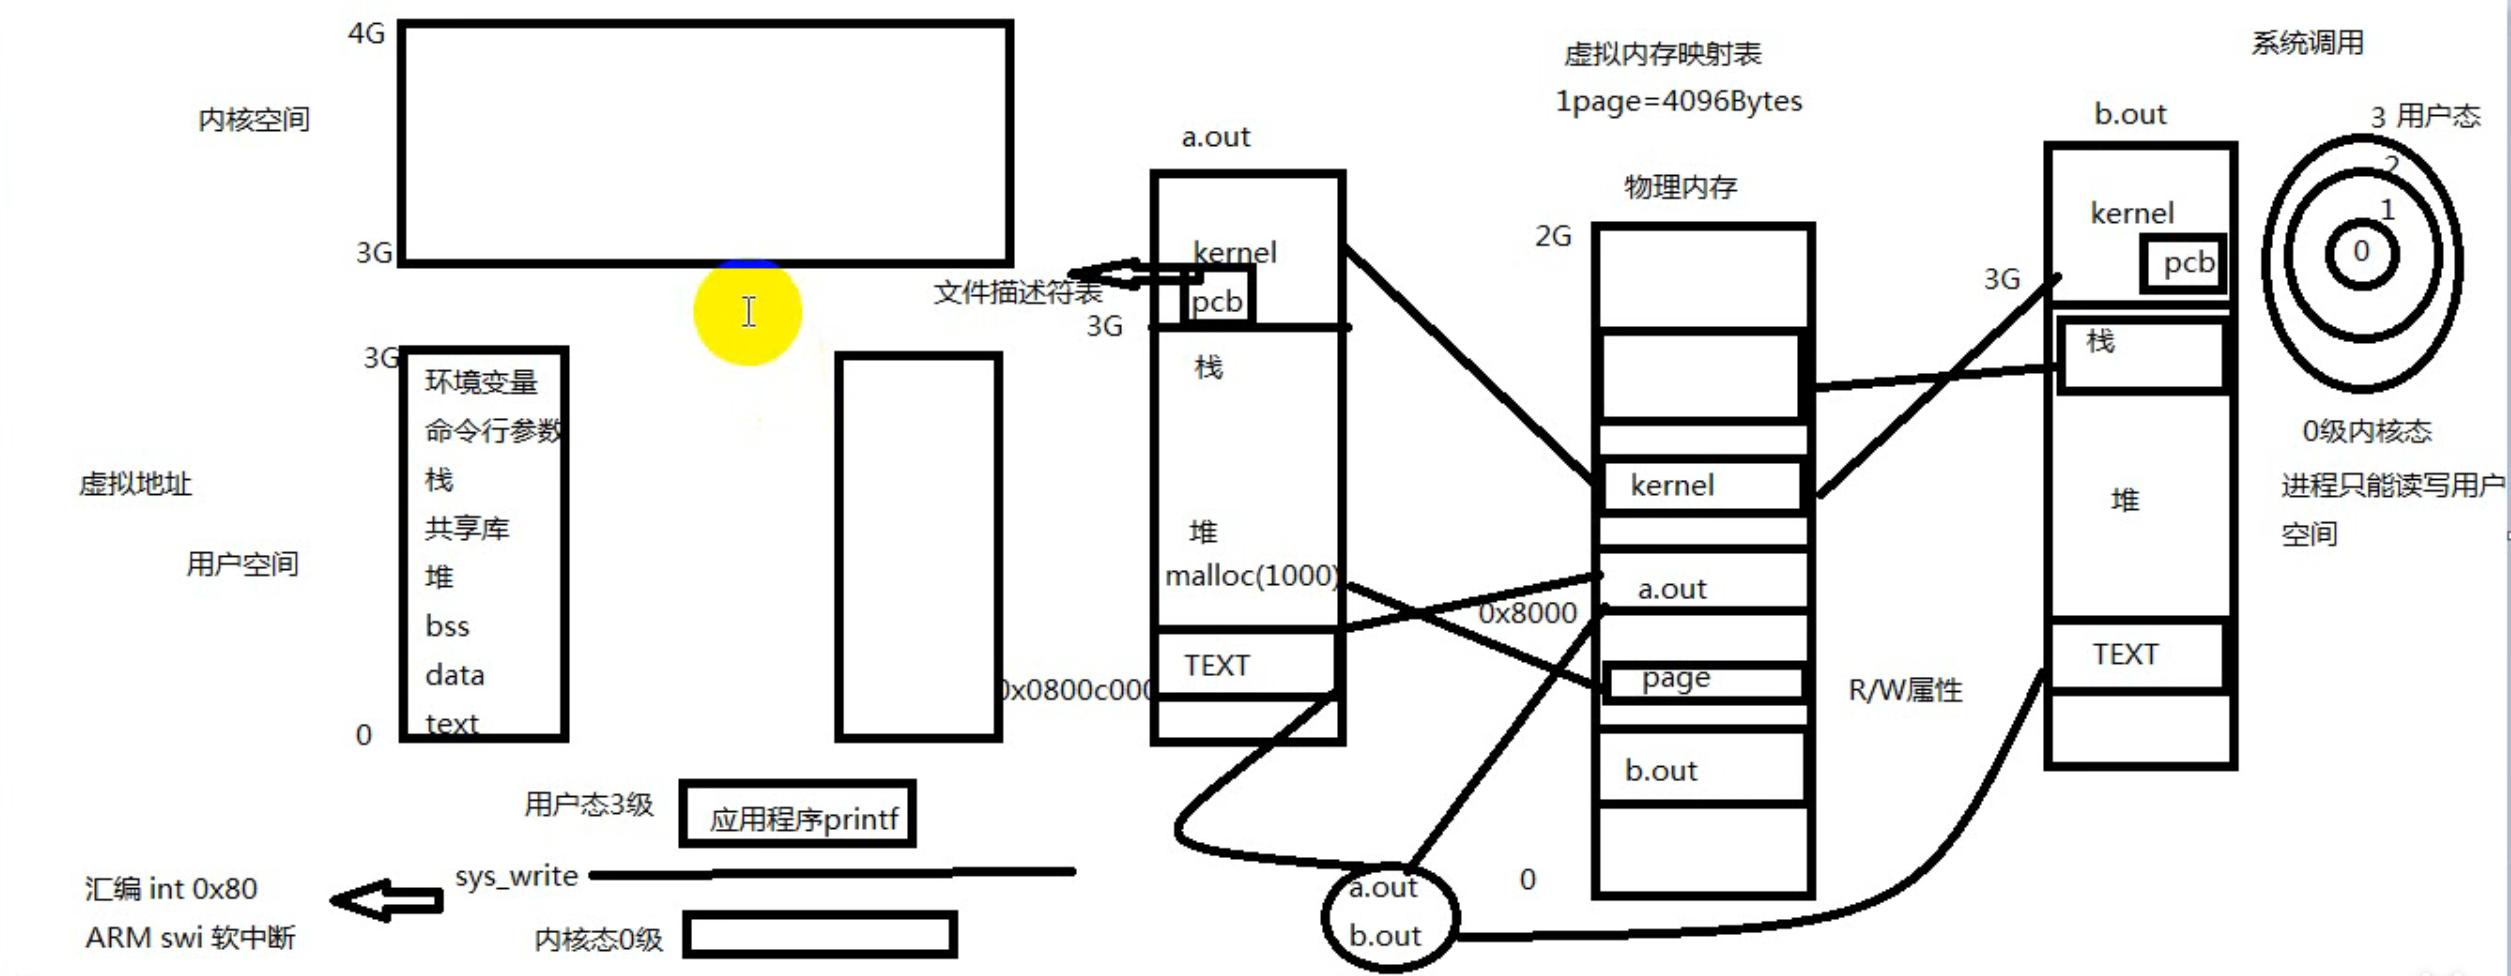 4G
内核空间
3G
3G
环境变量
命令行参数
栈
共享库
堆
bss
data
text
0
虚拟地址
用户空间
用户态3级
应用程序printf
sys_write
汇编 int 0x80
ARM swi 软中断
内核态0级
a.out
kernel
文件描述符表
pcb
3G
栈
堆
malloc(1000)
TEXT
0x0800c000
虚拟内存映射表
1page=4096Bytes
物理内存
2G
kernel
a.out
0x8000
page
R/W属性
b.out
0
a.out
b.out
系统调用
b.out
kernel
pcb
3G
栈
堆
TEXT
3 用户态
2
1
0
0级内核态
进程只能读写用户
空间